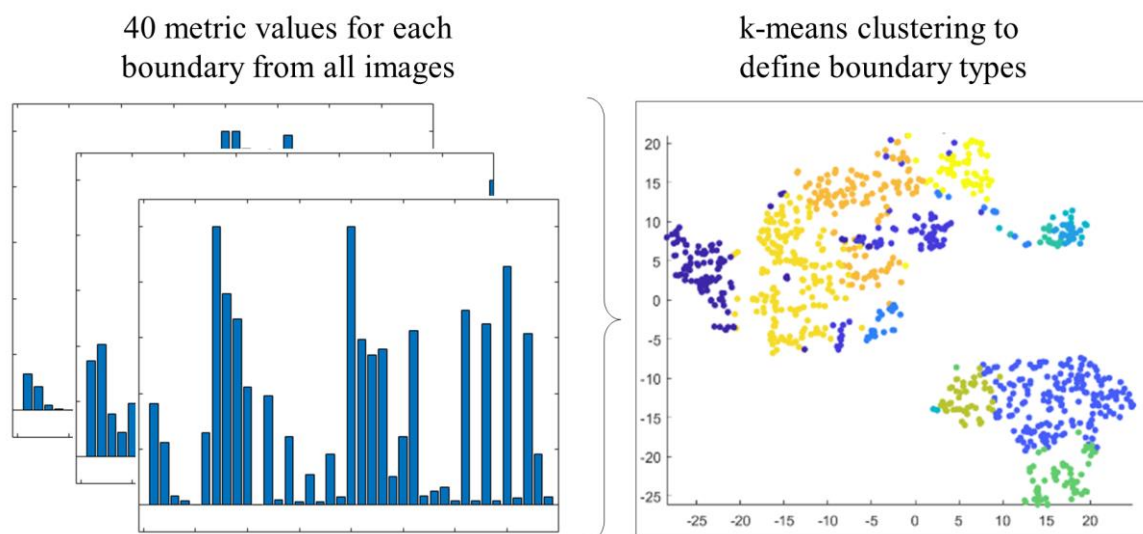 40 metric values for each
boundary from all images
k-means clustering to
define boundary types
20
15
10
5
0
-5
-10
-15
-20
-25
-25 -20 -15 -10 -5 0 5 10 15 20